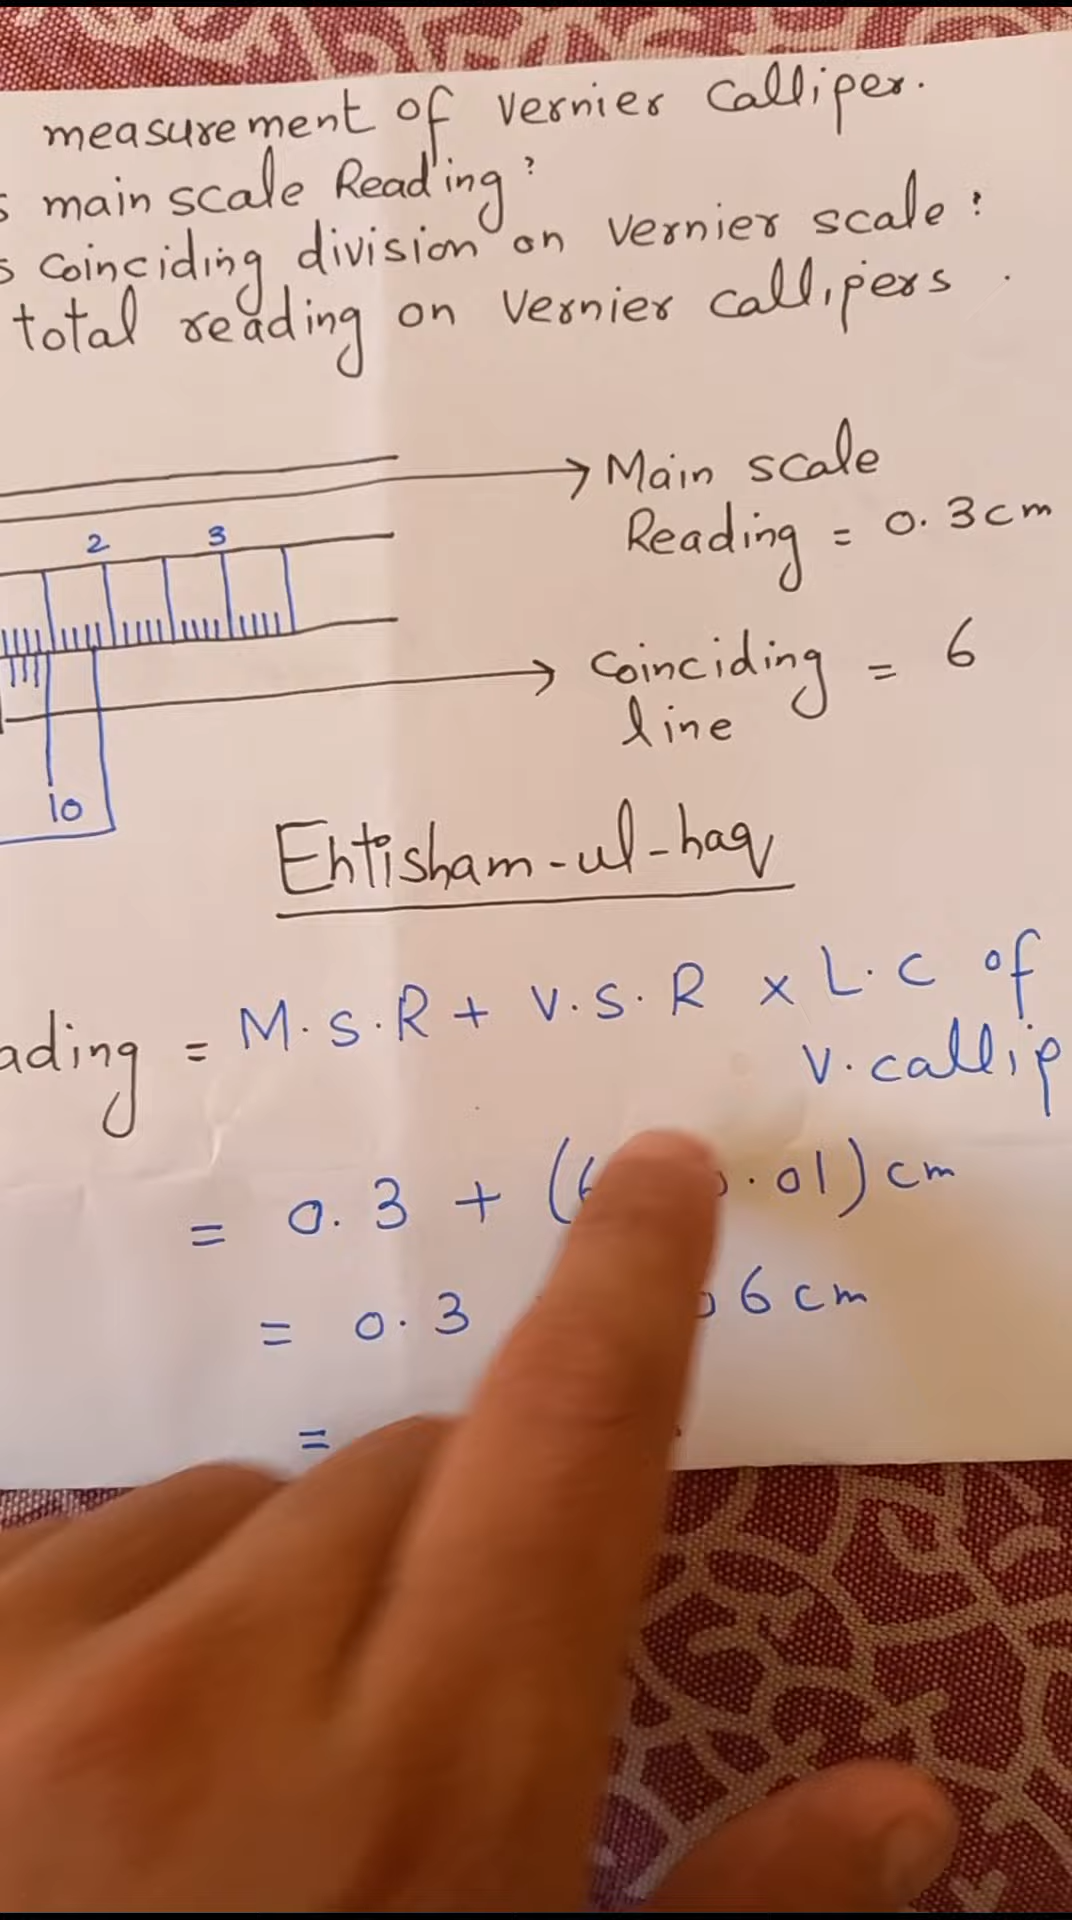 measurement of Vernier Calliper.
main scale Reading?
coinciding division on Vernier scale?
total reading on Vernier callipers
Main scale
Reading = 0.3cm
2 3
Coinciding = 6
line
10
Ehtisham-ul-haq
= M.S.R + V.S.R x L.C of
V.
= 0.3 + ( .01) cm
= 0.3 6 cm
=